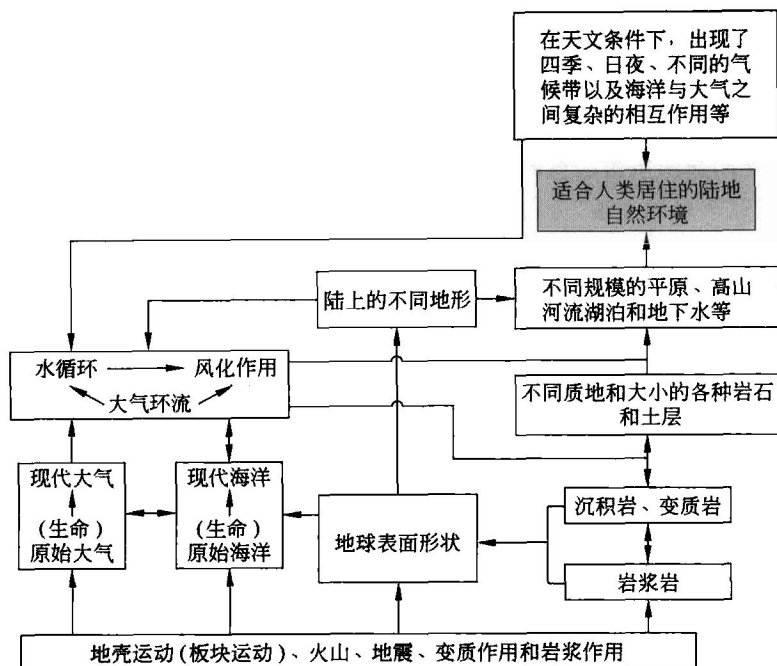 在天文条件下，出现了
四季、日夜、不同的气
候带以及海洋与大气之
间复杂的相互作用等
适合人类居住的陆地
自然环境
陆上的不同地形
不同规模的平原、高山
河流湖泊和地下水等
水循环
风化作用
大气环流
不同质地和大小的各种岩石
和土层
现代大气
(生命)
原始大气
现代海洋
(生命)
原始海洋
地球表面形状
沉积岩、变质岩
岩浆岩
地壳运动(板块运动)、火山、地震、变质作用和岩浆作用